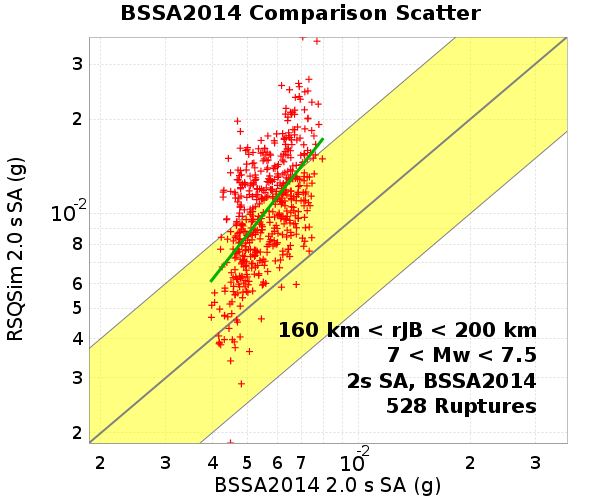 BSSA2014 Comparison Scatter
RSQSim 2.0 s SA (g)
3
2
10-2
8
6
5
4
3
2
160 km < rJB < 200 km
7 < Mw < 7.5
2s SA, BSSA2014
528 Ruptures
2 3 4 5 6 7 10-2 2 3
BSSA2014 2.0 s SA (g)